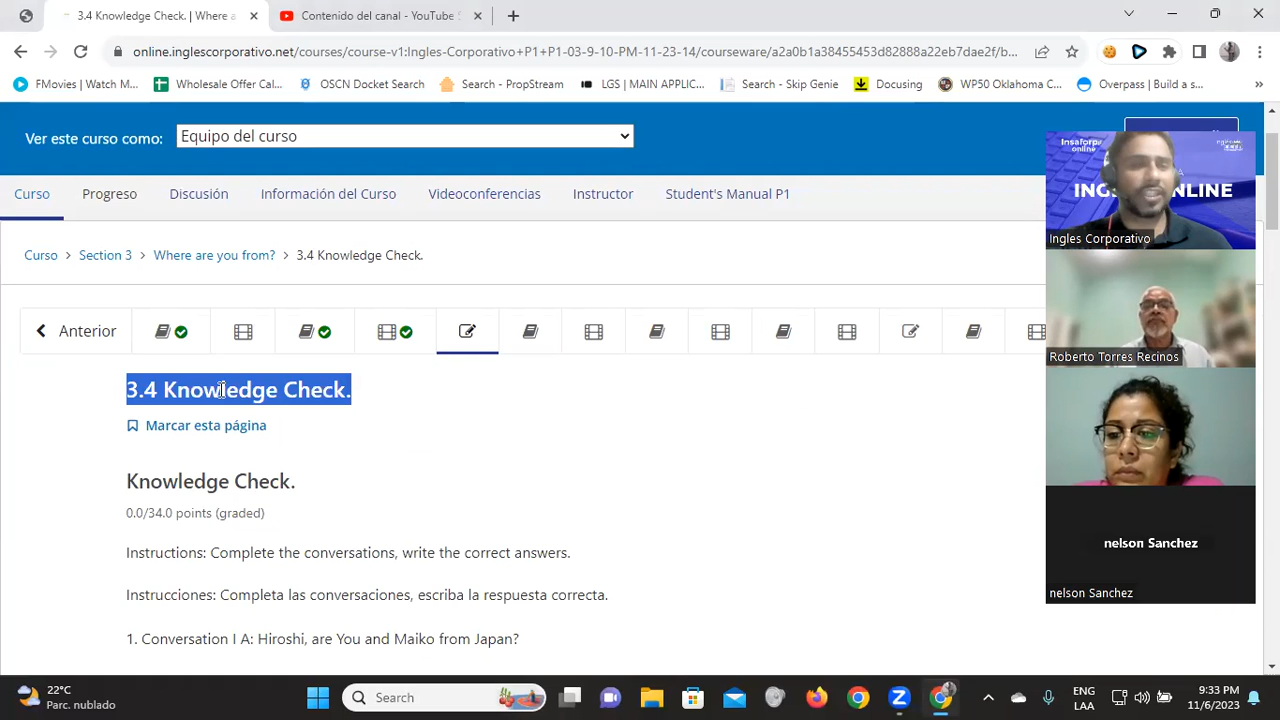 3.4 Knowledge Check. | Where a
Contenido del canal - YouTube S
online.inglescorporativo.net/courses/course-v1:Ingles-Corporativo+P1+P1-03-9-10-PM-11-23-14/courseware/a2a0b1a38455453d82888a22eb7dae2f/b...
FMovies | Watch M...
Wholesale Offer Cal...
OSCN Docket Search
Search - PropStream
LGS | MAIN APPLIC...
Search - Skip Genie
Docusing
WP50 Oklahoma C...
Overpass | Build a s...
»
Ver este curso como:
Equipo del curso
Curso
Progreso
Discusión
Información del Curso
Videoconferencias
Instructor
Student's Manual P1
Curso > Section 3 > Where are you from? > 3.4 Knowledge Check.
Anterior
3.4 Knowledge Check.
Marcar esta página
Knowledge Check.
0.0/34.0 points (graded)
Instructions: Complete the conversations, write the correct answers.
Instrucciones: Completa las conversaciones, escriba la respuesta correcta.
1. Conversation I A: Hiroshi, are You and Maiko from Japan?
Insaforp
online
Ingles Corporativo
Roberto Torres Recinos
nelson Sanchez
nelson Sanchez
22°C
Parc. nublado
Search
ENG
LAA
9:33 PM
11/6/2023